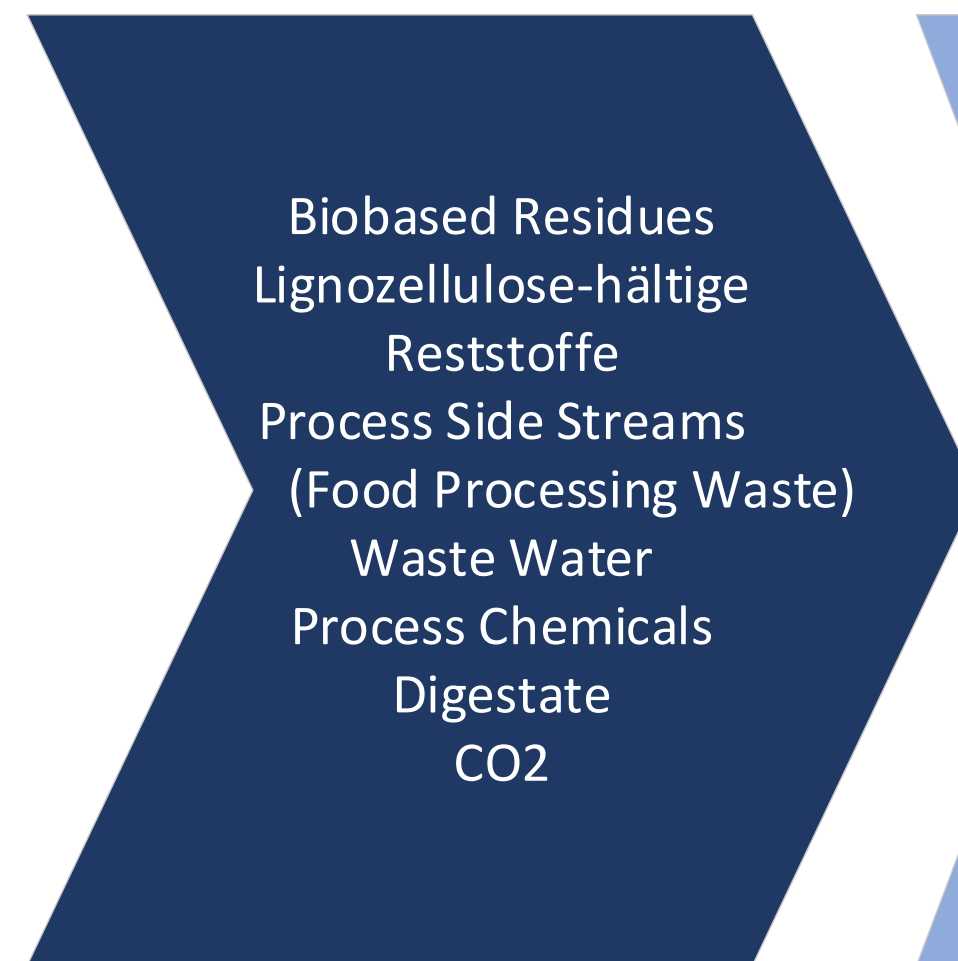 Biobased Residues
Lignozellulose-hältige
Reststoffe
Process Side Streams
(Food Processing Waste)
Waste Water
Process Chemicals
Digestate
CO2